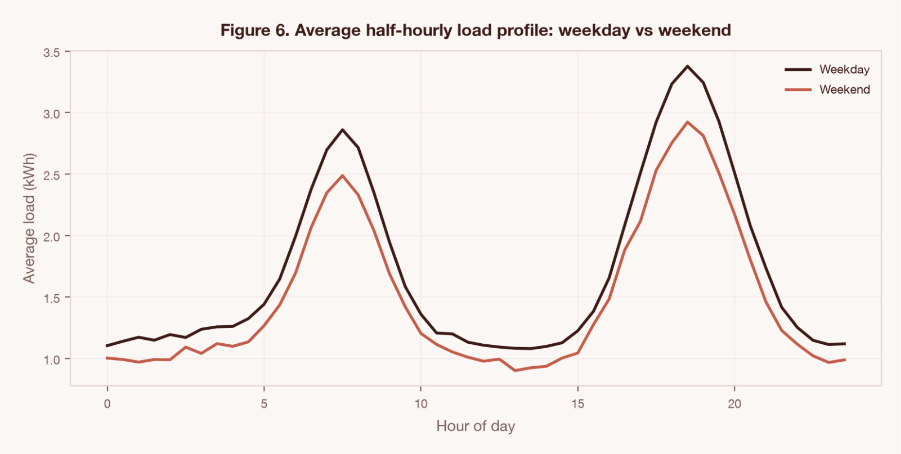 Figure 6. Average half-hourly load profile: weekday vs weekend
Weekday
Weekend
Average load (kWh)
3.5
3.0
2.5
2.0
1.5
1.0
0 5 10 15 20
Hour of day